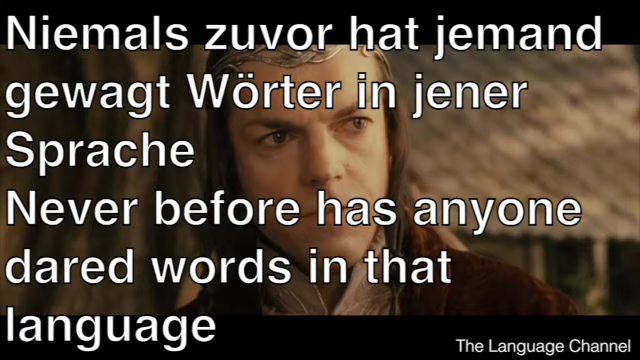 Niemals zuvor hat jemand
gewagt Wörter in jener
Sprache
Never before has anyone
dared words in that
language
The Language Channel